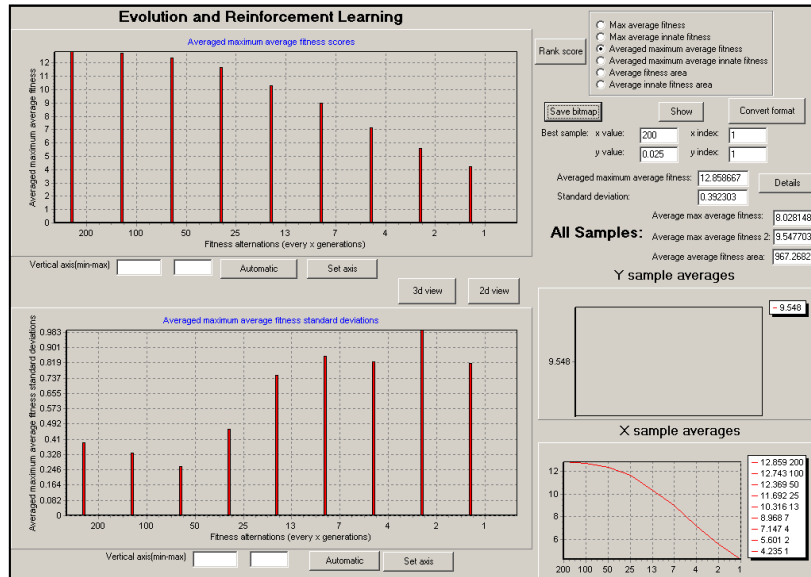 Evolution and Reinforcement Learning
Averaged maximum average fitness scores
Averaged maximum average fitness
12
11
10
9
8
7
6
5
4
3
2
1
0
200 100 50 25 13 7 4 2 1
Fitness alternations (every x generations)
Vertical axis(min-max) Automatic Set axis
3d view 2d view
Averaged maximum average fitness standard deviations
Averaged maximum average fitness standard deviations
0.983
0.901
0.819
0.737
0.655
0.573
0.492
0.41
0.328
0.246
0.164
0.082
0
200 100 50 25 13 7 4 2 1
Fitness alternations (every x generations)
Vertical axis(min-max) Automatic Set axis
Rank score
Max average fitness
Max average innate fitness
Averaged maximum average fitness
Averaged maximum average innate fitness
Average fitness area
Average innate fitness area
Save bitmap Show Convert format
Best sample: x value: 200 x index: 1
y value: 0.025 y index: 1
Averaged maximum average fitness: 12.858667
Standard deviation: 0.392303
Details
All Samples:
Average max average fitness: 8.028148
Average max average fitness 2: 9.547703
Average average fitness area: 967.2682
Y sample averages
9.548
9.548
X sample averages
12
10
8
6
200 100 50 25 13 7 4 2 1
12.859 200
12.743 100
12.369 50
11.692 25
10.316 13
8.968 7
7.147 4
5.601 2
4.235 1